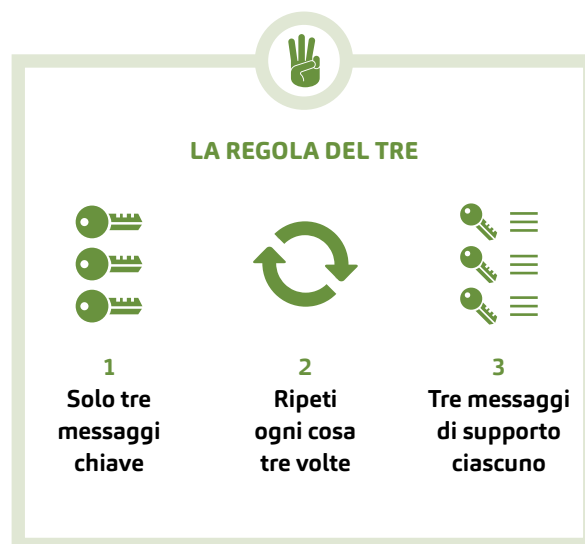 LA REGOLA DEL TRE
1
Solo tre
messaggi
chiave
2
Ripeti
ogni cosa
tre volte
3
Tre messaggi
di supporto
ciascuno